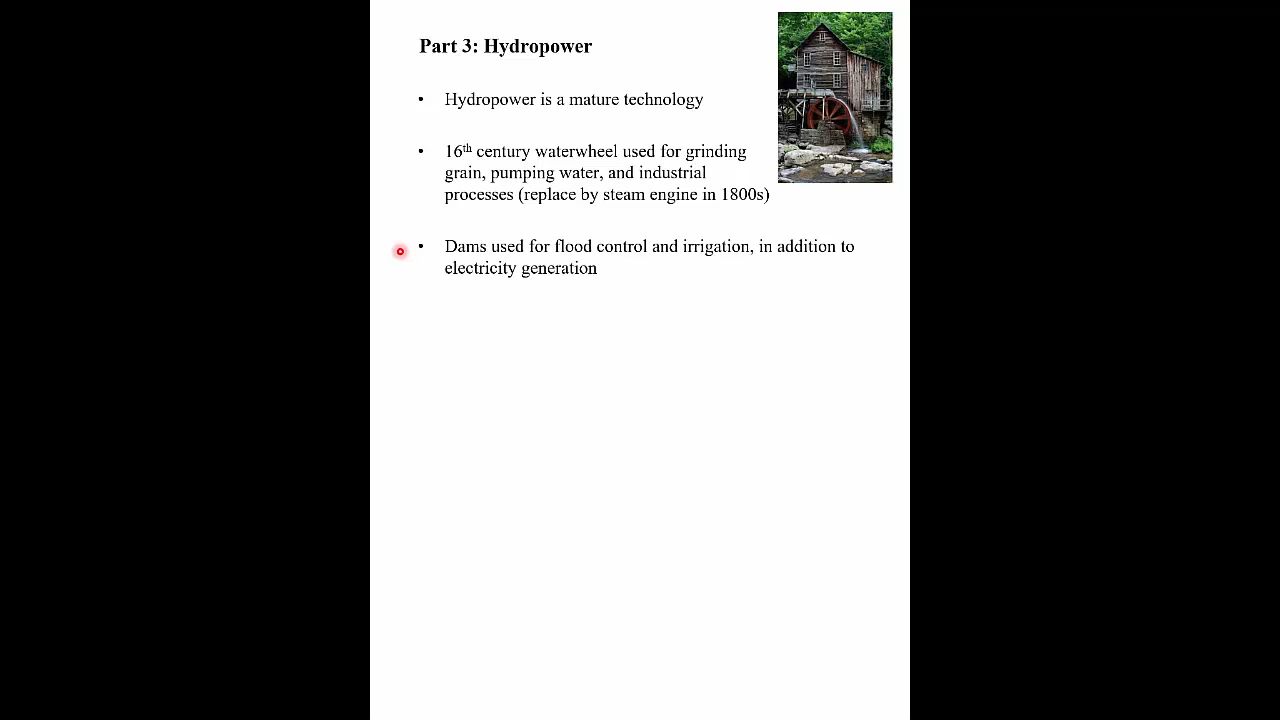 Part 3: Hydropower
• Hydropower is a mature technology
• 16th century waterwheel used for grinding
grain, pumping water, and industrial
processes (replace by steam engine in 1800s)
• Dams used for flood control and irrigation, in addition to
electricity generation